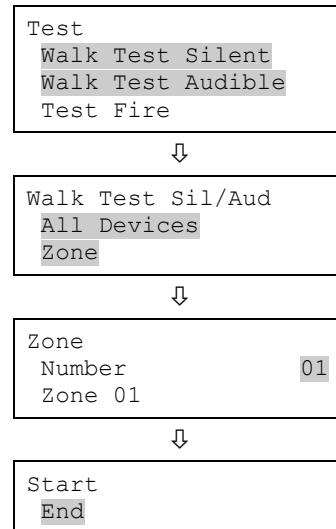 Test
Walk Test Silent
Walk Test Audible
Test Fire
⇩
Walk Test Sil/Aud
All Devices
Zone
⇩
Zone
Number 01
Zone 01
⇩
Start
End